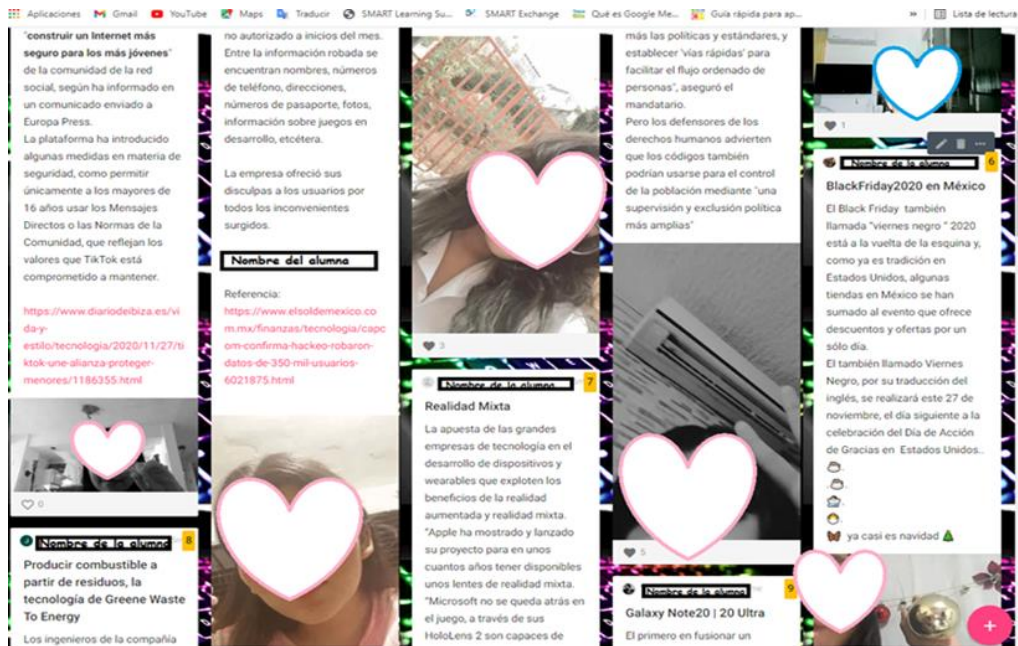 Aplicaciones
Gmail
YouTube
Maps
Traducir
SMART Learning Su...
SMART Exchange
Qué es Google Me...
Guía rápida para ap...
»
Lista de lectura
"construir un Internet más
seguro para los más jóvenes"
de la comunidad de la red
social, según ha informado en
un comunicado enviado a
Europa Press.
La plataforma ha introducido
algunas medidas en materia de
seguridad, como permitir
únicamente a los mayores de
16 años usar los Mensajes
Directos o las Normas de la
Comunidad, que reflejan los
valores que TikTok está
comprometido a mantener.
https://www.diariodeibiza.es/vi
da-y-
estilo/tecnologia/2020/11/27/ti
ktok-une-alianza-proteger-
menores/1186355.html
0
Nombre de la alumna
8
Producir combustible a
partir de residuos, la
tecnología de Greene Waste
To Energy
Los ingenieros de la compañía
no autorizado a inicios del mes.
Entre la información robada se
encuentran nombres, números
de teléfono, direcciones,
números de pasaporte, fotos,
información sobre juegos en
desarrollo, etcétera.
La empresa ofreció sus
disculpas a los usuarios por
todos los inconvenientes
surgidos.
Nombre del alumna
Referencia:
https://www.elsoldemexico.co
m.mx/finanzas/tecnologia/capc
om-confirma-hackeo-robaron-
datos-de-350-mil-usuarios-
6021875.html
3
Nombre de la alumna
7
Realidad Mixta
La apuesta de las grandes
empresas de tecnología en el
desarrollo de dispositivos y
wearables que exploten los
beneficios de la realidad
aumentada y realidad mixta.
"Apple ha mostrado y lanzado
su proyecto para en unos
cuantos años tener disponibles
unos lentes de realidad mixta.
"Microsoft no se queda atrás en
el juego, a través de sus
HoloLens 2 son capaces de
más las políticas y estándares, y
establecer 'vías rápidas' para
facilitar el flujo ordenado de
personas", aseguró el
mandatario.
Pero los defensores de los
derechos humanos advierten
que los códigos también
podrían usarse para el control
de la población mediante "una
supervisión y exclusión política
más amplias"
5
Nombre de la alumna
9
Galaxy Note20 | 20 Ultra
El primero en fusionar un
1
Nombre de la alumna
6
BlackFriday2020 en México
El Black Friday también
llamada "viernes negro " 2020
está a la vuelta de la esquina y,
como ya es tradición en
Estados Unidos, algunas
tiendas en México se han
sumado al evento que ofrece
descuentos y ofertas por un
sólo día.
El también llamado Viernes
Negro, por su traducción del
inglés, se realizará este 27 de
noviembre, el día siguiente a la
celebración del Día de Acción
de Gracias en Estados Unidos..
ya casi es navidad